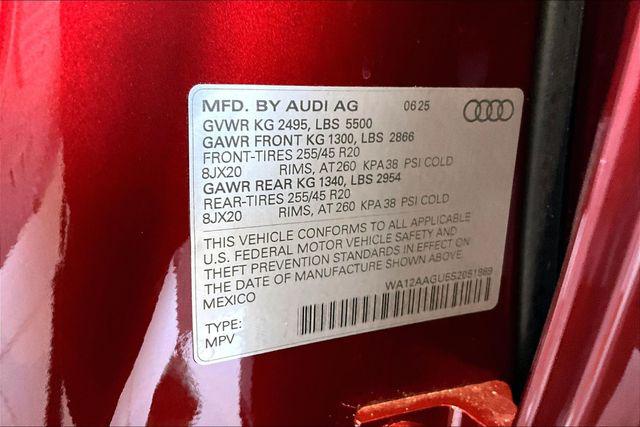 MFD. BY AUDI AG 06 25
GVWR KG 2495, LBS 5500
GAWR FRONT KG 1300, LBS 2866
FRONT-TIRES 255/45 R20
8JX20 RIMS, AT 260 KPA 38 PSI COLD
GAWR REAR KG 1340, LBS 2954
REAR-TIRES 255/45 R20
8JX20 RIMS, AT 260 KPA 38 PSI COLD
THIS VEHICLE CONFORMS TO ALL APPLICABLE
U.S. FEDERAL MOTOR VEHICLE SAFETY AND
THEFT PREVENTION STANDARDS IN EFFECT ON
THE DATE OF MANUFACTURE SHOWN ABOVE.
MEXICO
WA12AAGU6S2051869
TYPE:
MPV